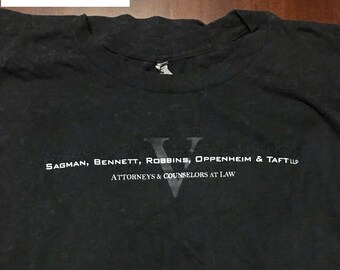 V
SAGMAN, BENNETT, ROBBINS, OPPENHEIM & TAFT LLP
ATTORNEYS & COUNSELORS AT LAW